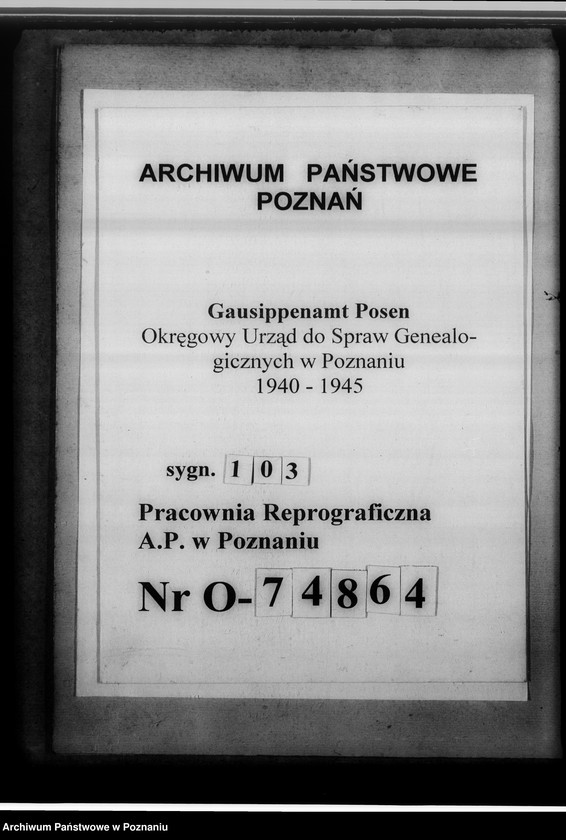 ARCHIWUM PAŃSTWOWE
POZNAŃ
Gausippenamt Posen
Okręgowy Urząd do Spraw Genealo-
gicznych w Poznaniu
1940 - 1945
sygn. 103
Pracownia Reprograficzna
A.P. w Poznaniu
Nr O-74864
Archiwum Państwowe w Poznaniu